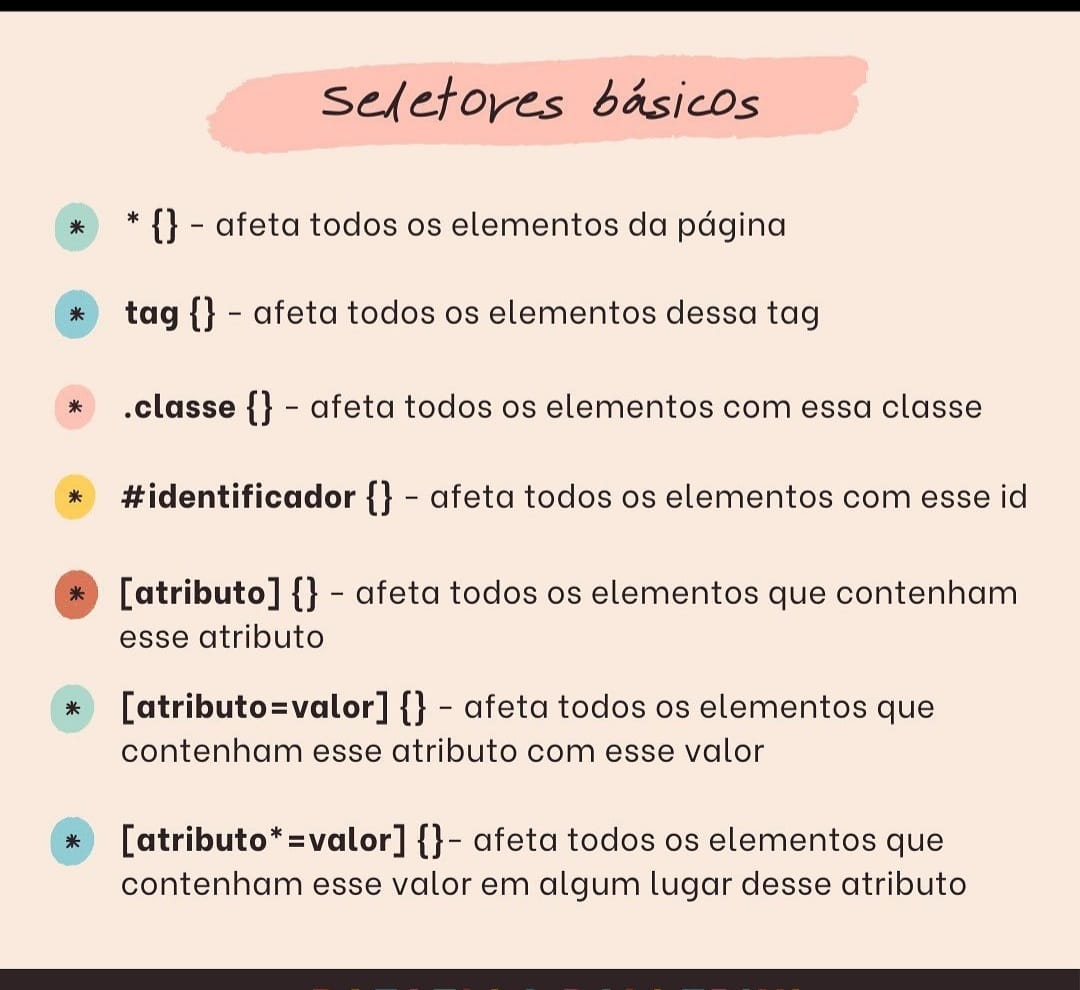 seletores básicos
* * {} - afeta todos os elementos da página
* tag {} - afeta todos os elementos dessa tag
* .classe {} - afeta todos os elementos com essa classe
* #identificador {} - afeta todos os elementos com esse id
* [atributo] {} - afeta todos os elementos que contenham
esse atributo
* [atributo=valor] {} - afeta todos os elementos que
contenham esse atributo com esse valor
* [atributo*=valor] {}- afeta todos os elementos que
contenham esse valor em algum lugar desse atributo